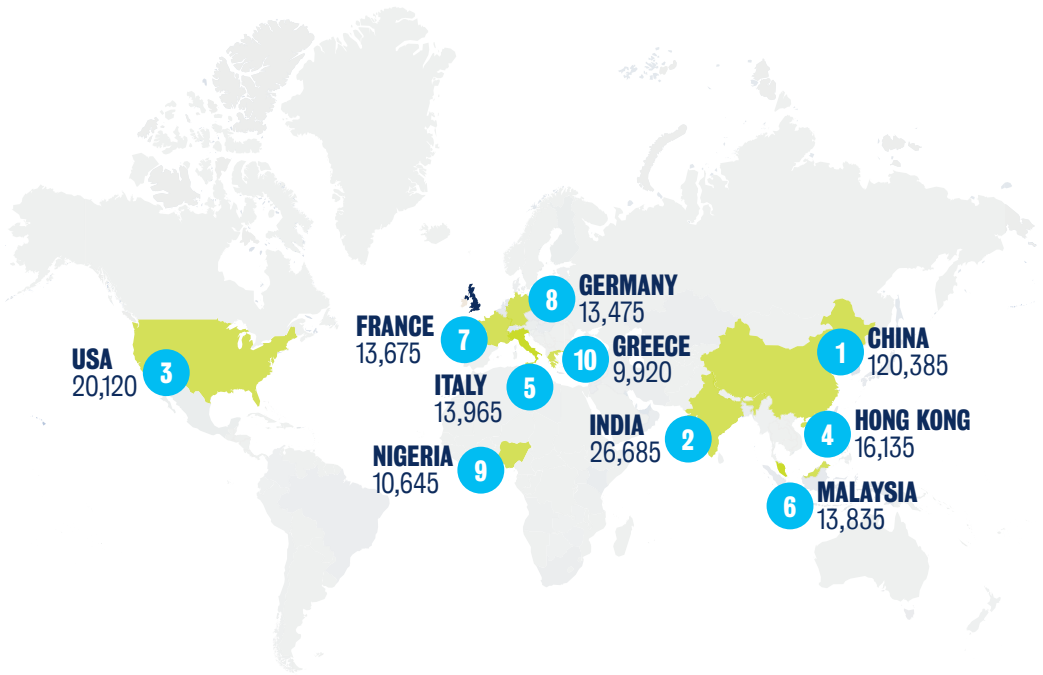 GERMANY
8
13,475
FRANCE
7
13,675
GREECE
10
9,920
CHINA
1
120,385
USA
3
20,120
ITALY
5
13,965
HONG KONG
4
16,135
INDIA
2
26,685
NIGERIA
9
10,645
MALAYSIA
6
13,835